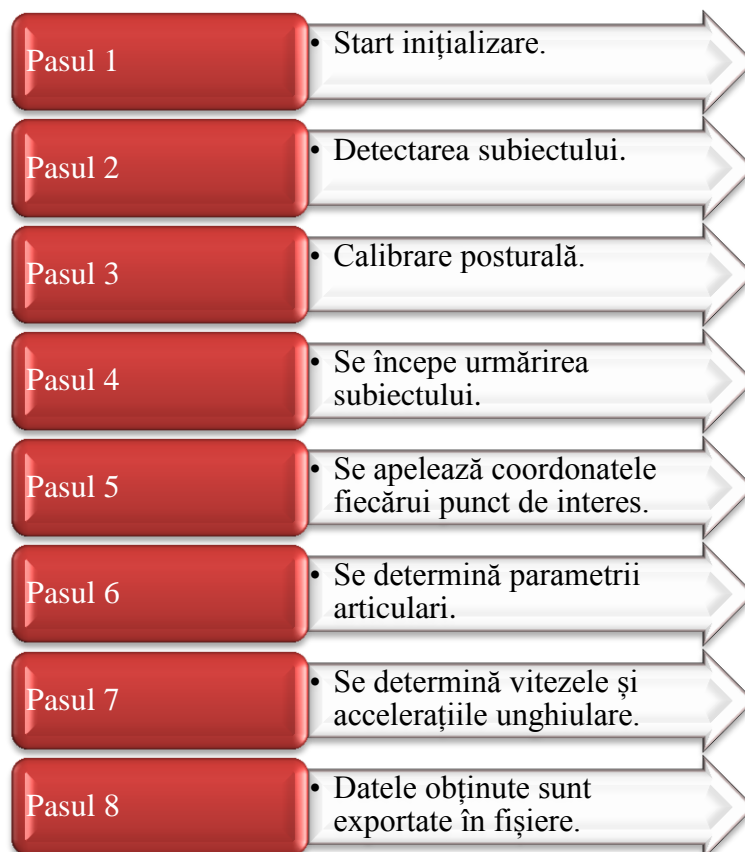 Pasul 1
• Start inițializare.
Pasul 2
• Detectarea subiectului.
Pasul 3
• Calibrare posturală.
Pasul 4
• Se începe urmărirea
subiectului.
Pasul 5
• Se apelează coordonatele
fiecărui punct de interes.
Pasul 6
• Se determină parametrii
articulari.
Pasul 7
• Se determină vitezele și
accelerațiile unghiulare.
Pasul 8
• Datele obținute sunt
exportate în fișiere.